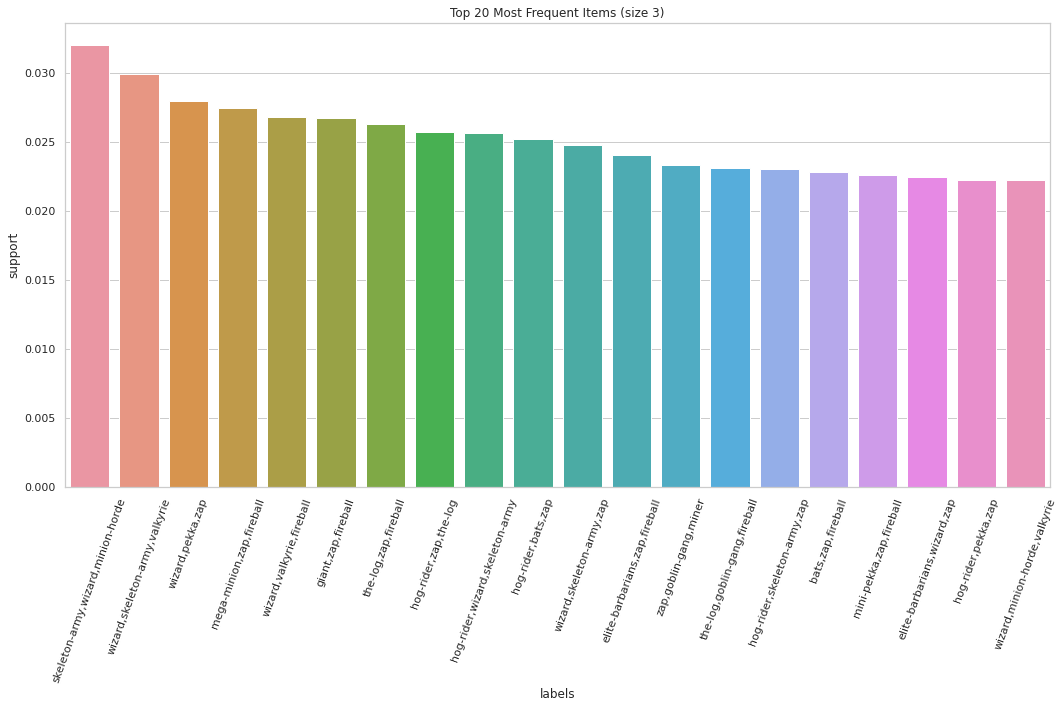 Top 20 Most Frequent Items (size 3)
0.030
0.025
0.020
0.015
0.010
0.005
0.000
support
skeleton-army,wizard,minion-horde
wizard,skeleton-army,valkyrie
wizard,pekka,zap
mega-minion,zap,fireball
wizard,valkyrie,fireball
giant,zap,fireball
the-log,zap,fireball
hog-rider,zap,the-log
hog-rider,wizard,skeleton-army
hog-rider,bats,zap
wizard,skeleton-army,zap
elite-barbarians,zap,fireball
zap,goblin-gang,miner
the-log,goblin-gang,fireball
hog-rider,skeleton-army,zap
bats,zap,fireball
mini-pekka,zap,fireball
elite-barbarians,wizard,zap
hog-rider,pekka,zap
wizard,minion-horde,valkyrie
labels